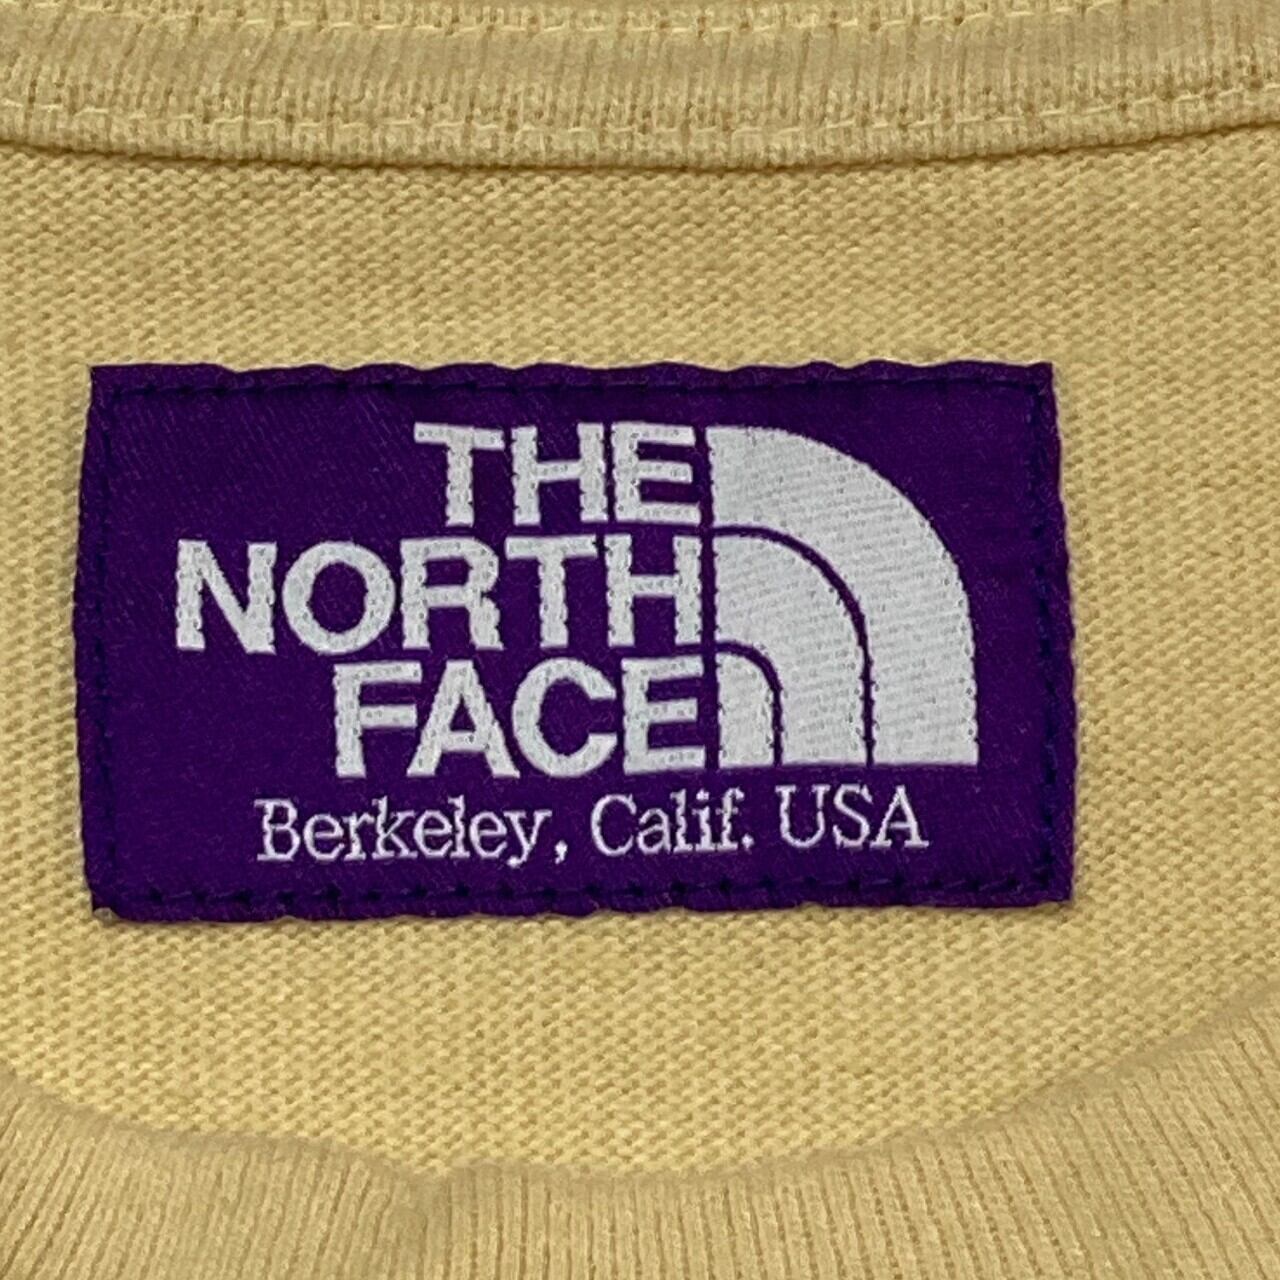 THE
NORTH
FACE
Berkeley, Calif. USA